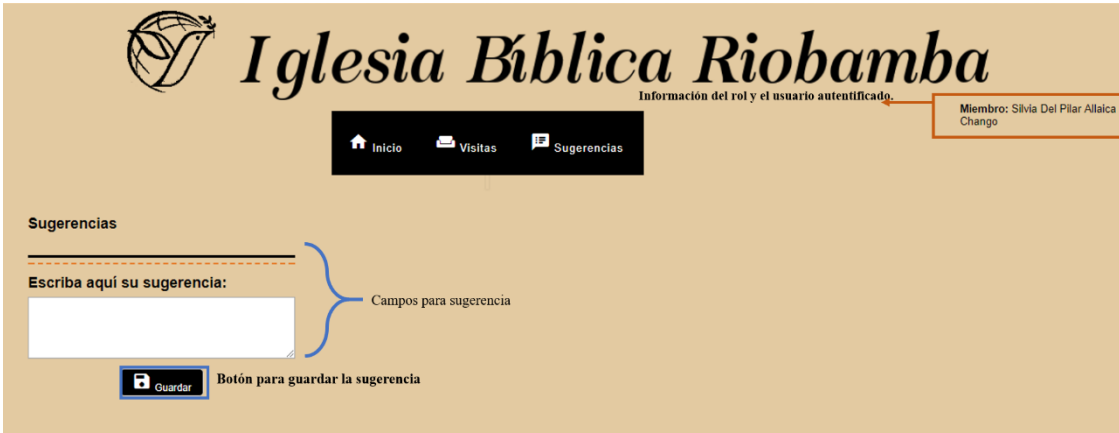 Iglesia Bíblica Riobamba
Información del rol y el usuario autentificado.
Miembro: Silvia Del Pilar Allaica
Chango
Inicio Visitas Sugerencias
Sugerencias
Escriba aquí su sugerencia:
Campos para sugerencia
Guardar
Botón para guardar la sugerencia